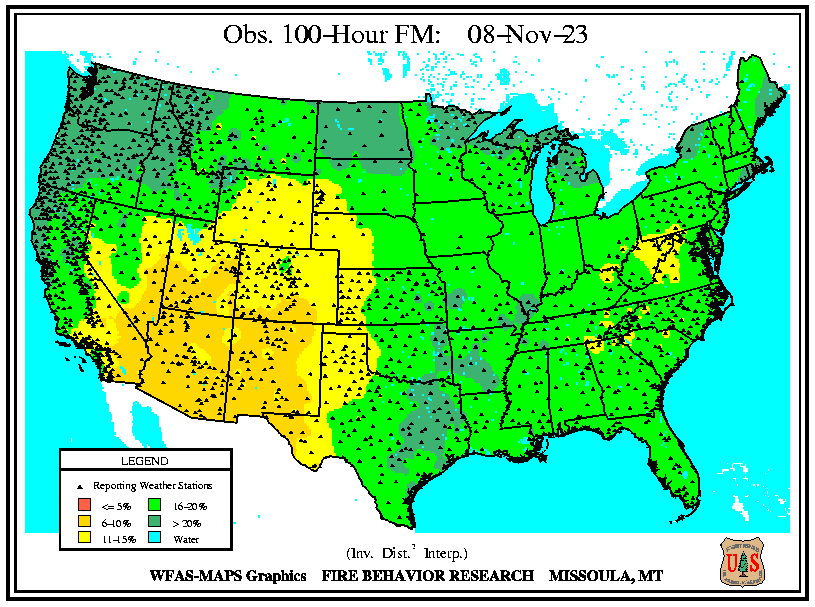 Obs. 100-Hour FM: 08-Nov-23
LEGEND
Reporting Weather Stations
<= 5% 16-20%
6-10% > 20%
11-15% Water
(Inv. Dist.² Interp.)
WFAS-MAPS Graphics FIRE BEHAVIOR RESEARCH MISSOULA, MT
U S